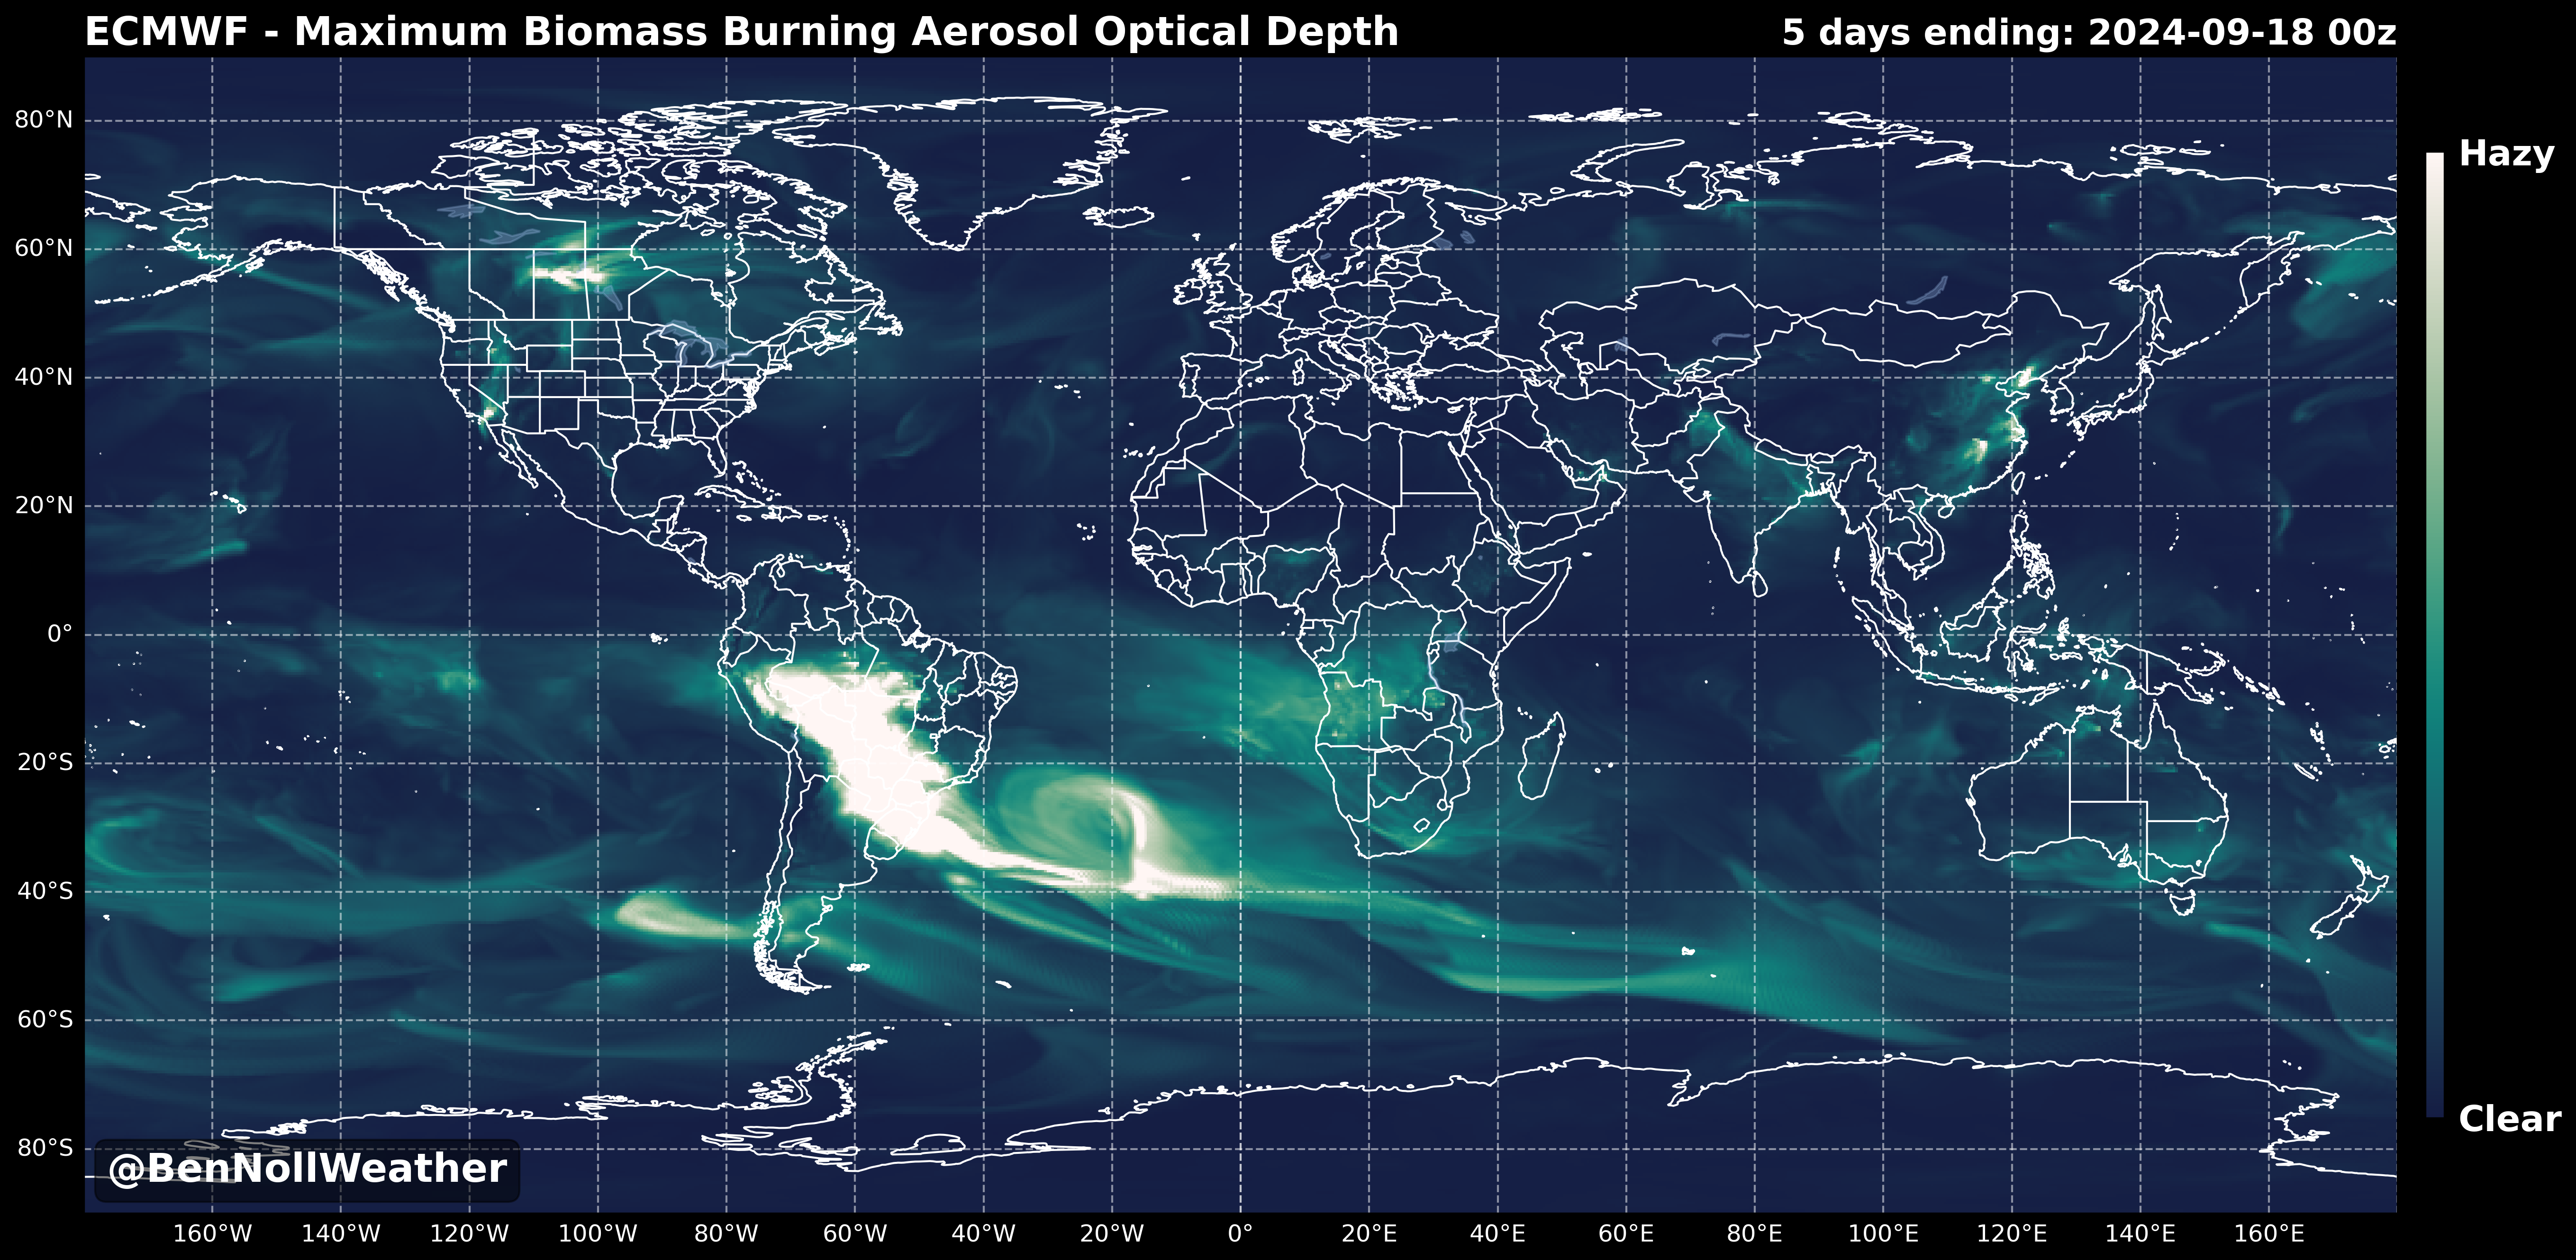 ECMWF - Maximum Biomass Burning Aerosol Optical Depth
5 days ending: 2024-09-18 00z
Hazy
80°N
60°N
40°N
20°N
0°
20°S
40°S
60°S
80°S
Clear
@BenNollWeather
160°W 140°W 120°W 100°W 80°W 60°W 40°W 20°W 0° 20°E 40°E 60°E 80°E 100°E 120°E 140°E 160°E